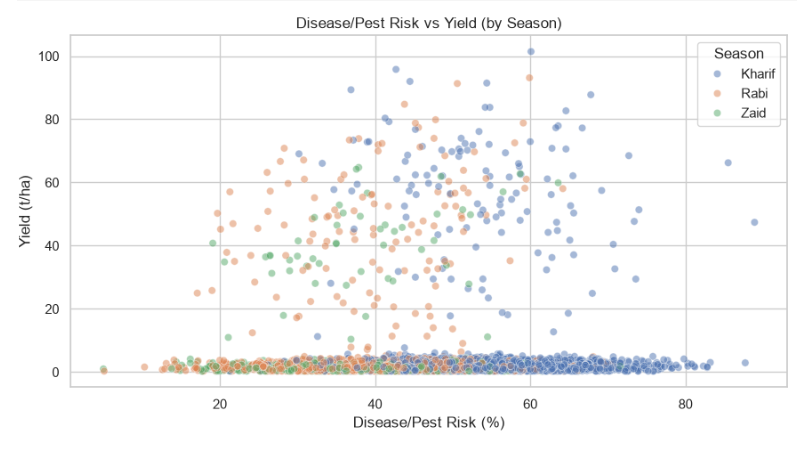 Disease/Pest Risk vs Yield (by Season)
Season
Kharif
Rabi
Zaid
100
80
60
40
20
0
Yield (t/ha)
20 40 60 80
Disease/Pest Risk (%)